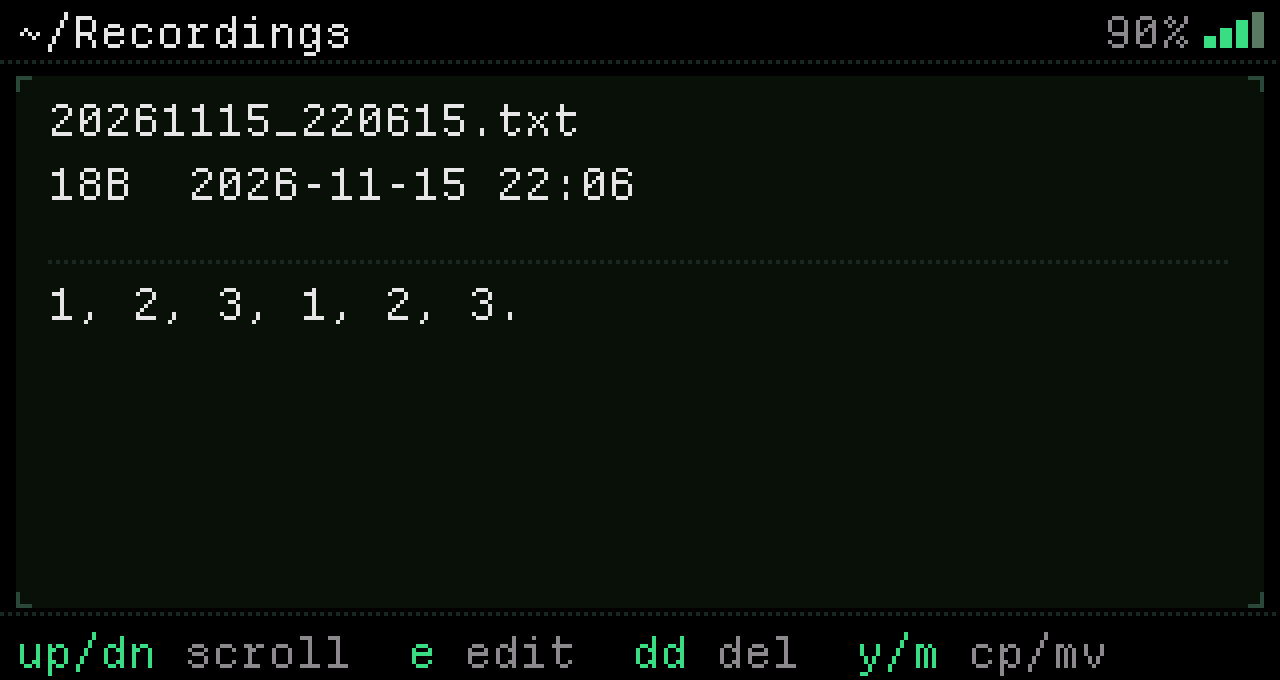 ~/Recordings 90%
20261115_220615.txt
18B 2026-11-15 22:06
1, 2, 3, 1, 2, 3.
up/dn scroll e edit dd del y/m cp/mv